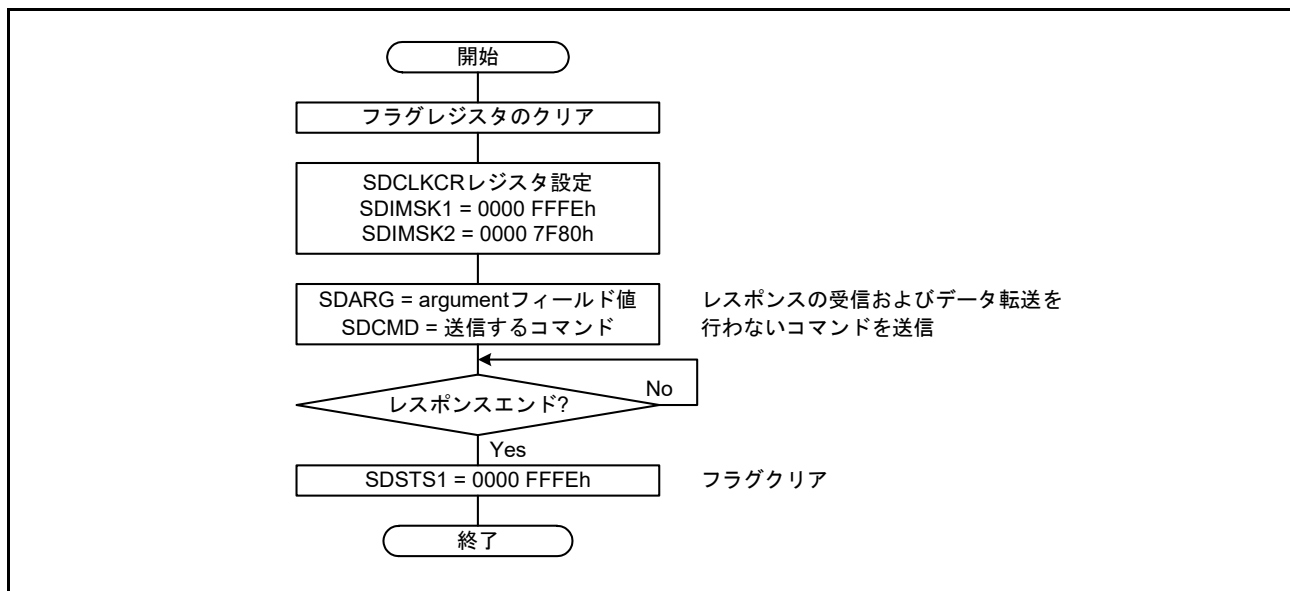 開始
フラグレジスタのクリア
SDCLKCRレジスタ設定
SDIMSK1 = 0000 FFFEh
SDIMSK2 = 0000 7F80h
SDARG = argumentフィールド値
SDCMD = 送信するコマンド
レスポンスの受信およびデータ転送を
行わないコマンドを送信
レスポンスエンド?
No
Yes
SDSTS1 = 0000 FFFEh
フラグクリア
終了